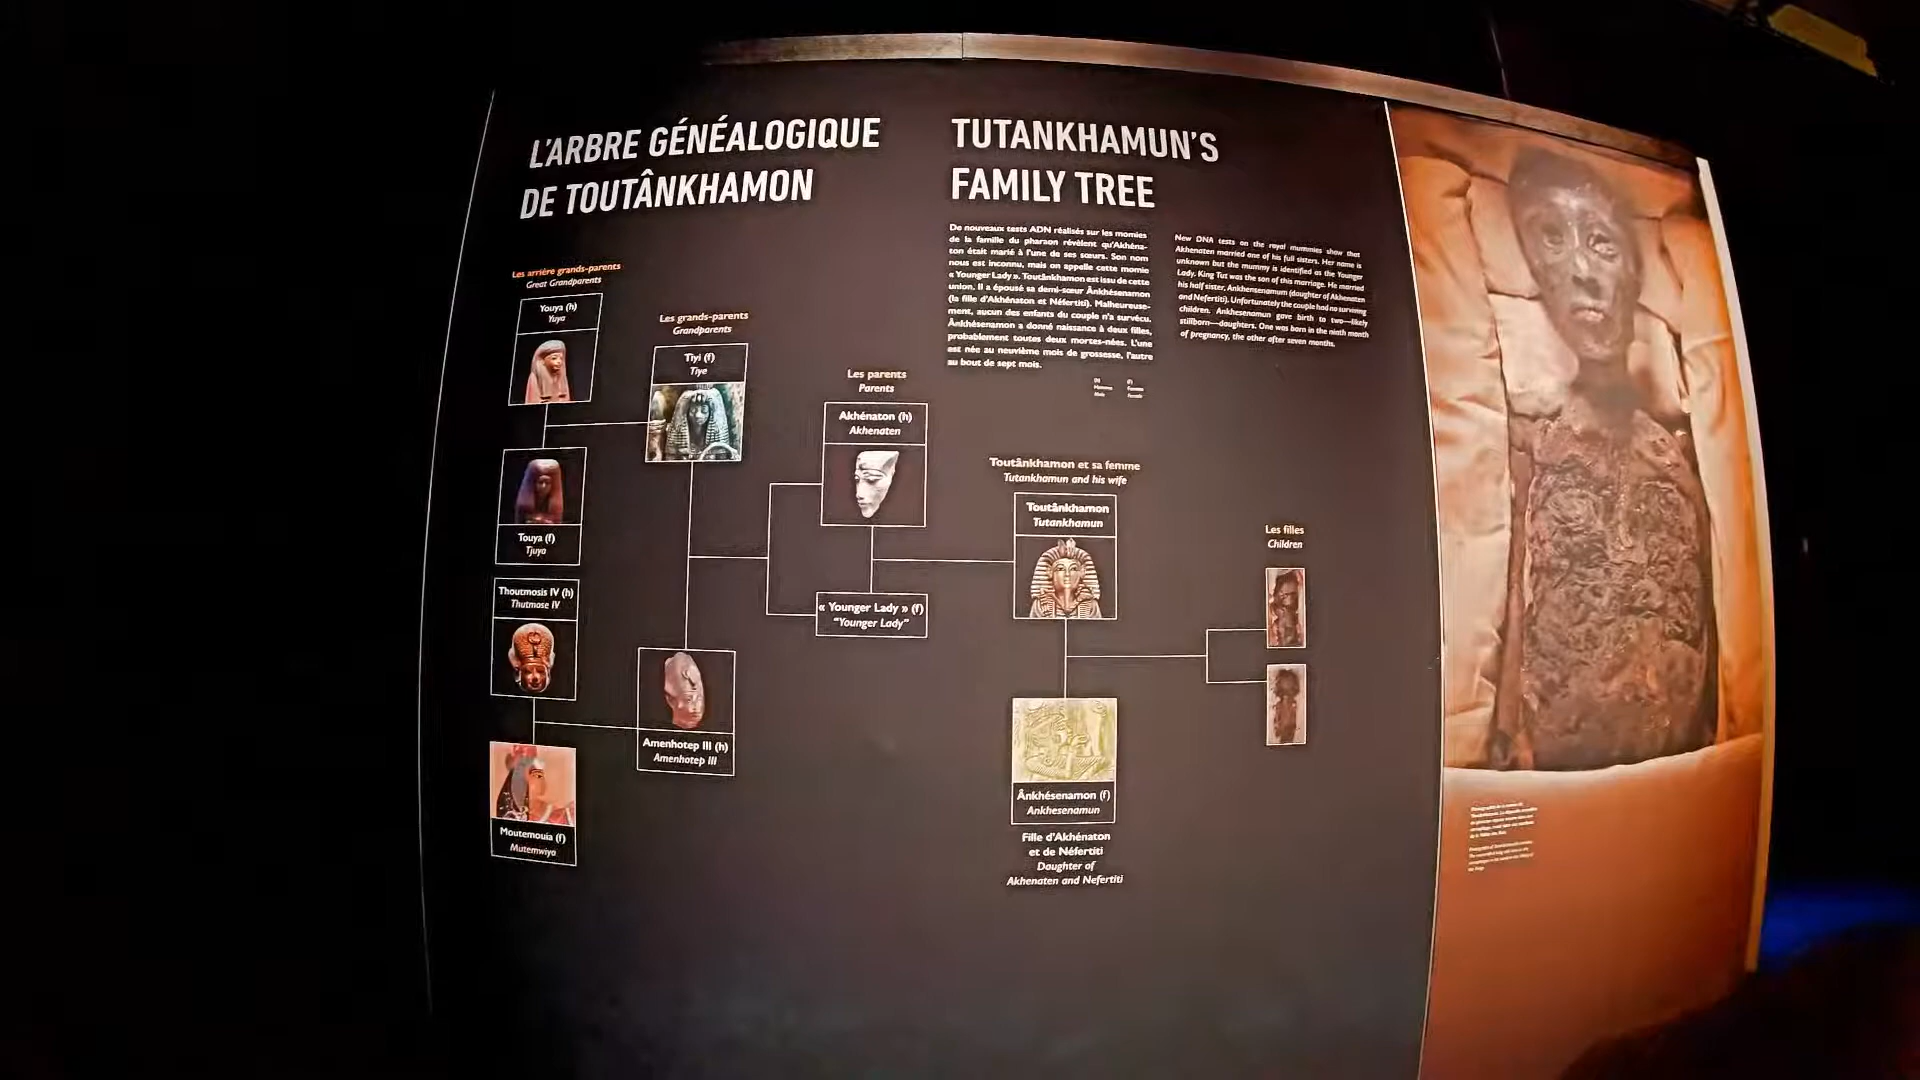 L'ARBRE GÉNÉALOGIQUE
DE TOUTÂNKHAMON
TUTANKHAMUN'S
FAMILY TREE
De nouveaux tests ADN réalisés sur les momies
de la famille du pharaon révèlent qu'Akhéna-
ton était marié à l'une de ses sœurs. Son nom
nous est inconnu, mais on appelle cette momie
« Younger Lady ». Toutânkhamon est issu de cette
union. Il a épousé sa demi-sœur Ânkhésenamon
(la fille d'Akhénaton et Néfertiti). Malheureuse-
ment, aucun des enfants du couple n'a survécu.
Ânkhésenamon a donné naissance à deux filles,
probablement toutes deux mortes-nées. L'une
est née au neuvième mois de grossesse, l'autre
au bout de sept mois.
New DNA tests on the royal mummies show that
Akhenaten married one of his full sisters. Her name is
unknown but the mummy is identified as the Younger
Lady. King Tut was the son of this marriage. He married
his half sister, Ankhensenamum (daughter of Akhenaten
and Nefertiti). Unfortunately the couple had no surviving
children. Ankhesenamun gave birth to two—likely
stillborn—daughters. One was born in the ninth month
of pregnancy, the other after seven months.
(h)
Homme
Male
(f)
Femme
Female
Les arrière grands-parents
Great Grandparents
Youya (h)
Yuya
Touya (f)
Tjuya
Thoutmosis IV (h)
Thutmose IV
Moutemouia (f)
Mutemwiya
Les grands-parents
Grandparents
Tiyi (f)
Tiye
Amenhotep III (h)
Amenhotep III
Les parents
Parents
Akhénaton (h)
Akhenaten
« Younger Lady » (f)
"Younger Lady"
Toutânkhamon et sa femme
Tutankhamun and his wife
Toutânkhamon
Tutankhamun
Ânkhésenamon (f)
Ankhesenamun
Fille d'Akhénaton
et de Néfertiti
Daughter of
Akhenaten and Nefertiti
Les filles
Children